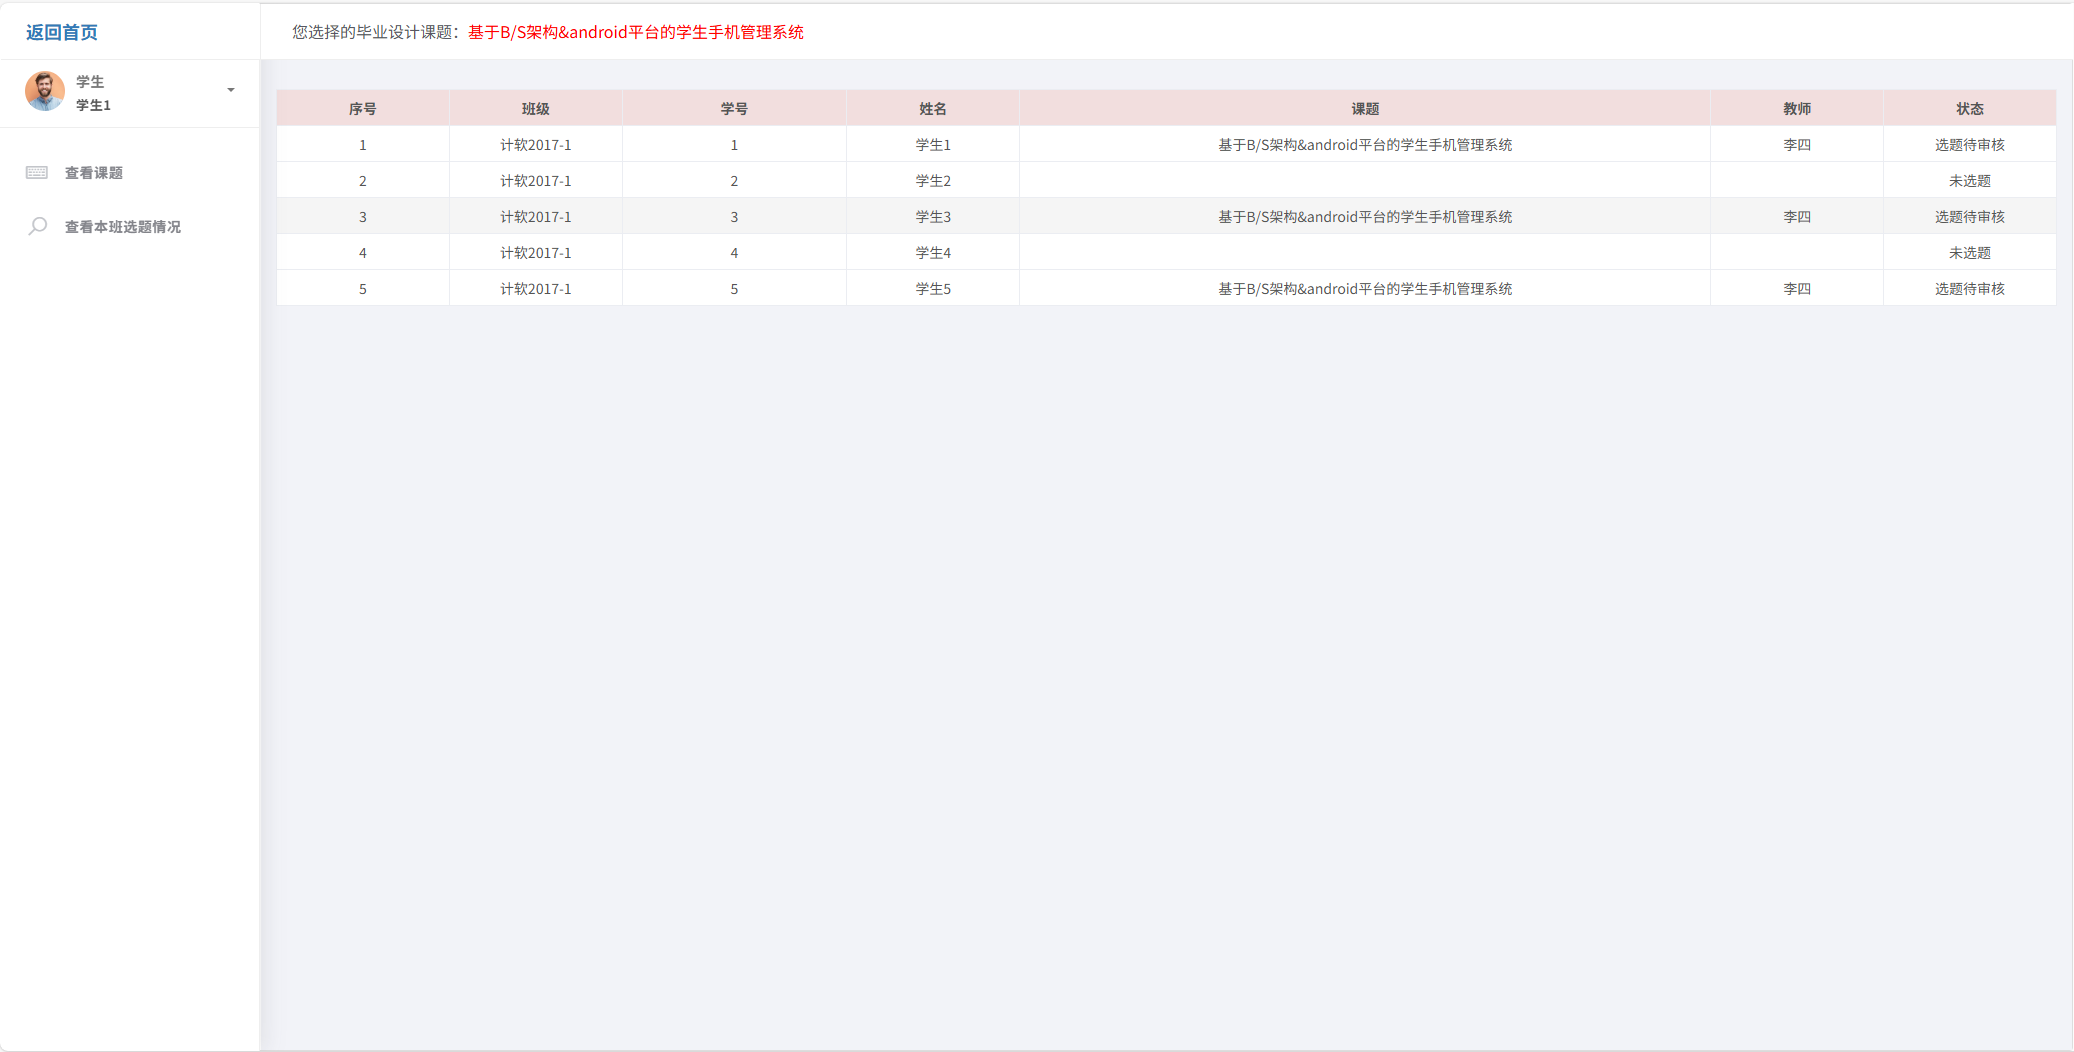 返回首页
您选择的毕业设计课题：基于B/S架构&android平台的学生手机管理系统
学生
学生1
查看课题
查看本班选题情况
序号 班级 学号 姓名 课题 教师 状态
1 计软2017-1 1 学生1 基于B/S架构&android平台的学生手机管理系统 李四 选题待审核
2 计软2017-1 2 学生2 未选题
3 计软2017-1 3 学生3 基于B/S架构&android平台的学生手机管理系统 李四 选题待审核
4 计软2017-1 4 学生4 未选题
5 计软2017-1 5 学生5 基于B/S架构&android平台的学生手机管理系统 李四 选题待审核